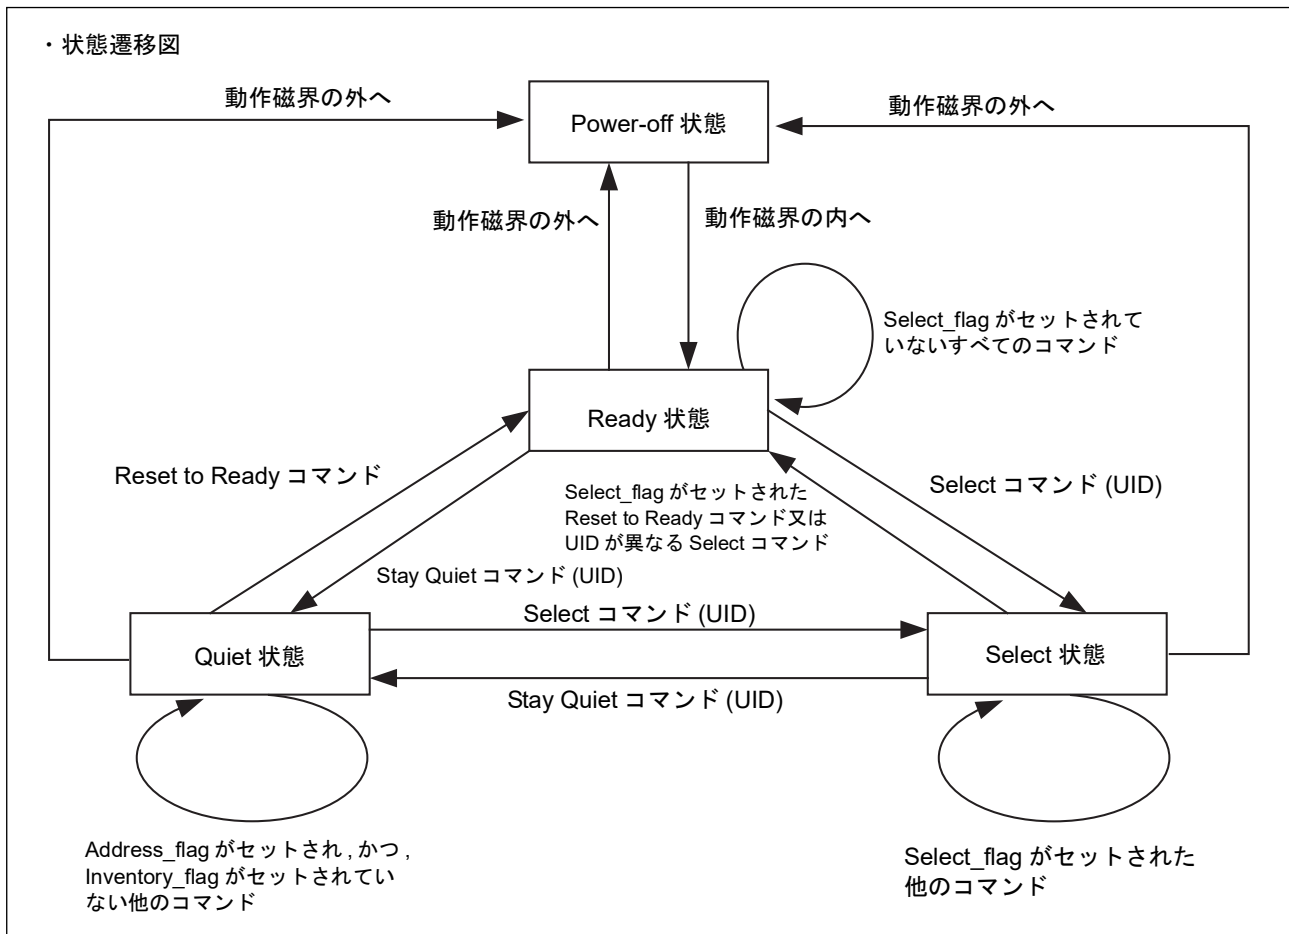 ・状態遷移図
動作磁界の外へ
Power-off 状態
動作磁界の外へ
動作磁界の外へ
動作磁界の内へ
Select_flag がセットされて
いないすべてのコマンド
Ready 状態
Reset to Ready コマンド
Select コマンド (UID)
Select_flag がセットされた
Reset to Ready コマンド又は
UID が異なる Select コマンド
Stay Quiet コマンド (UID)
Select コマンド (UID)
Quiet 状態
Select 状態
Stay Quiet コマンド (UID)
Address_flag がセットされ , かつ ,
Inventory_flag がセットされてい
ない他のコマンド
Select_flag がセットされた
他のコマンド